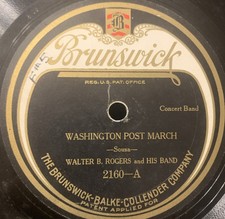 B
Brunswick
REG. U.S. PAT. OFFICE
Concert Band
WASHINGTON POST MARCH
—Sousa—
WALTER B. ROGERS and HIS BAND
2160–A
THE BRUNSWICK-BALKE-COLLENDER COMPANY
PATENT APPLIED FOR